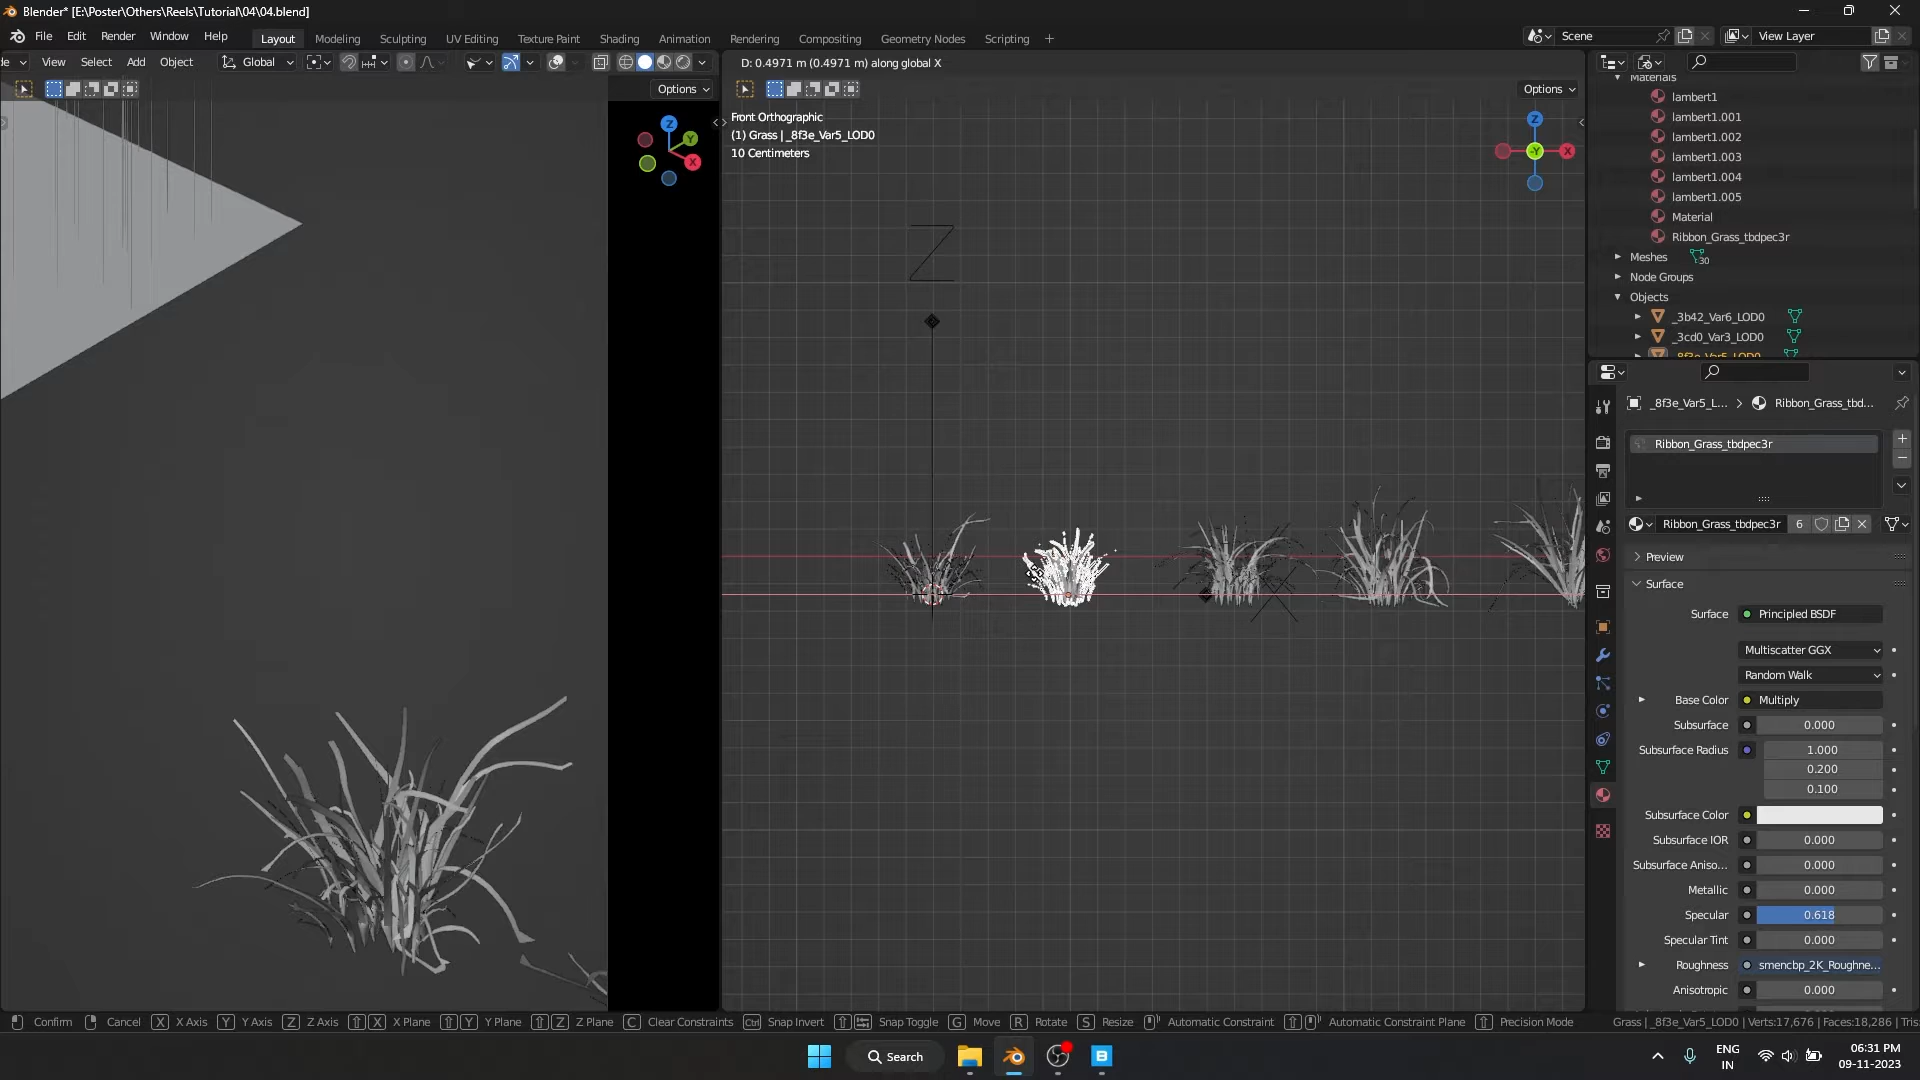 Blender* [E:\Poster\Others\Reels\Tutorial\04\04.blend]
File Edit Render Window Help Layout Modeling Sculpting UV Editing Texture Paint Shading Animation Rendering Compositing Geometry Nodes Scripting + Scene View Layer
View Select Add Object Global D: 0.4971 m (0.4971 m) along global X
Options Options
Front Orthographic
(1) Grass | _8f3e_Var5_LOD0
10 Centimeters
Z Y X
Z -Y X
Materials
lambert1
lambert1.001
lambert1.002
lambert1.003
lambert1.004
lambert1.005
Material
Ribbon_Grass_tbdpec3r
Meshes 30
Node Groups
Objects
_3b42_Var6_LOD0
_3cd0_Var3_LOD0
_8f3e_Var5_LOD0
_8f3e_Var5_L... > Ribbon_Grass_tbd...
Ribbon_Grass_tbdpec3r
Ribbon_Grass_tbdpec3r 6
Preview
Surface
Surface Principled BSDF
Multiscatter GGX
Random Walk
Base Color Multiply
Subsurface 0.000
Subsurface Radius 1.000
0.200
0.100
Subsurface Color
Subsurface IOR 0.000
Subsurface Aniso... 0.000
Metallic 0.000
Specular 0.618
Specular Tint 0.000
Roughness smencbp_2K_Roughne...
Anisotropic 0.000
Confirm Cancel X X Axis Y Y Axis Z Z Axis X X Plane Y Y Plane Z Z Plane C Clear Constraints Ctrl Snap Invert Snap Toggle G Move R Rotate S Resize Automatic Constraint Automatic Constraint Plane Precision Mode Grass | _8f3e_Var5_LOD0 | Verts:17,676 | Faces:18,286 | Tris
Search
ENG
IN
06:31 PM
09-11-2023